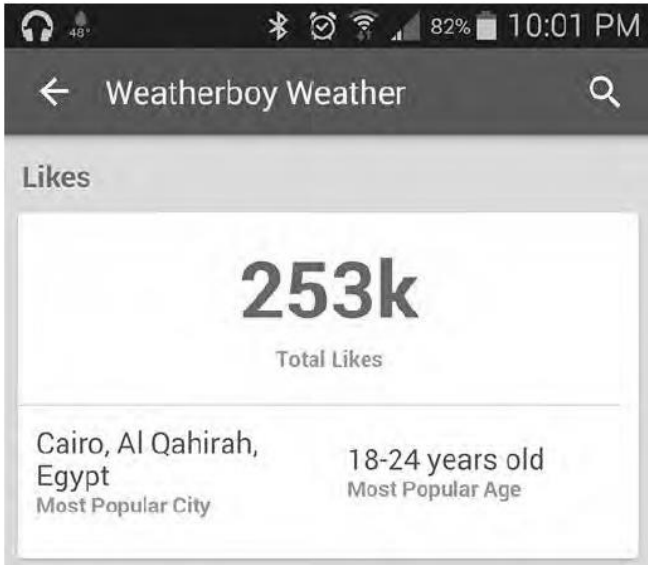 48° 82% 10:01 PM
Weatherboy Weather
Likes
253k
Total Likes
Cairo, Al Qahirah,
Egypt
Most Popular City
18-24 years old
Most Popular Age